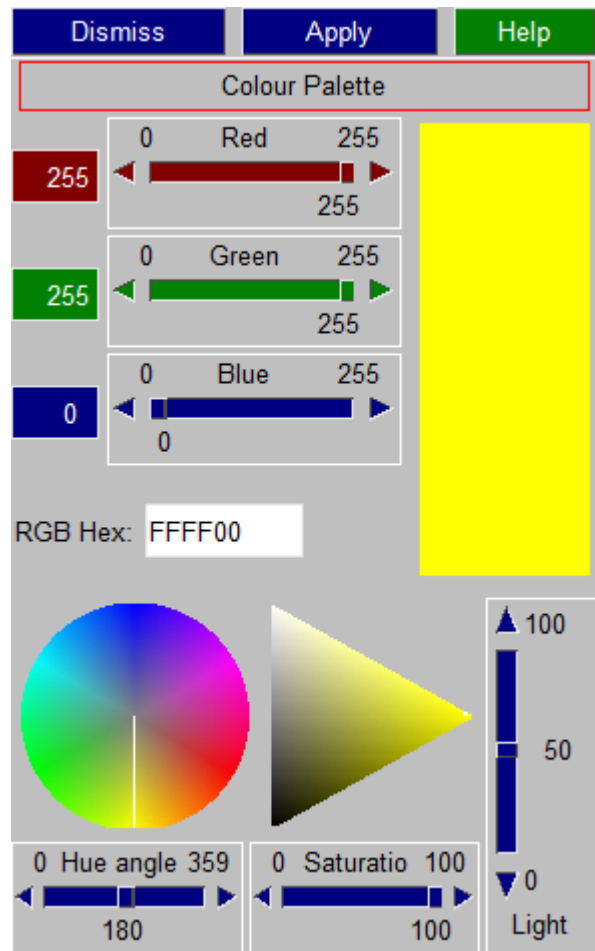 Dismiss Apply Help
Colour Palette
0 Red 255
255
255
0 Green 255
255
255
0 Blue 255
0
0
RGB Hex: FFFF00
100
50
0
Light
0 Hue angle 359
180
0 Saturatio 100
100